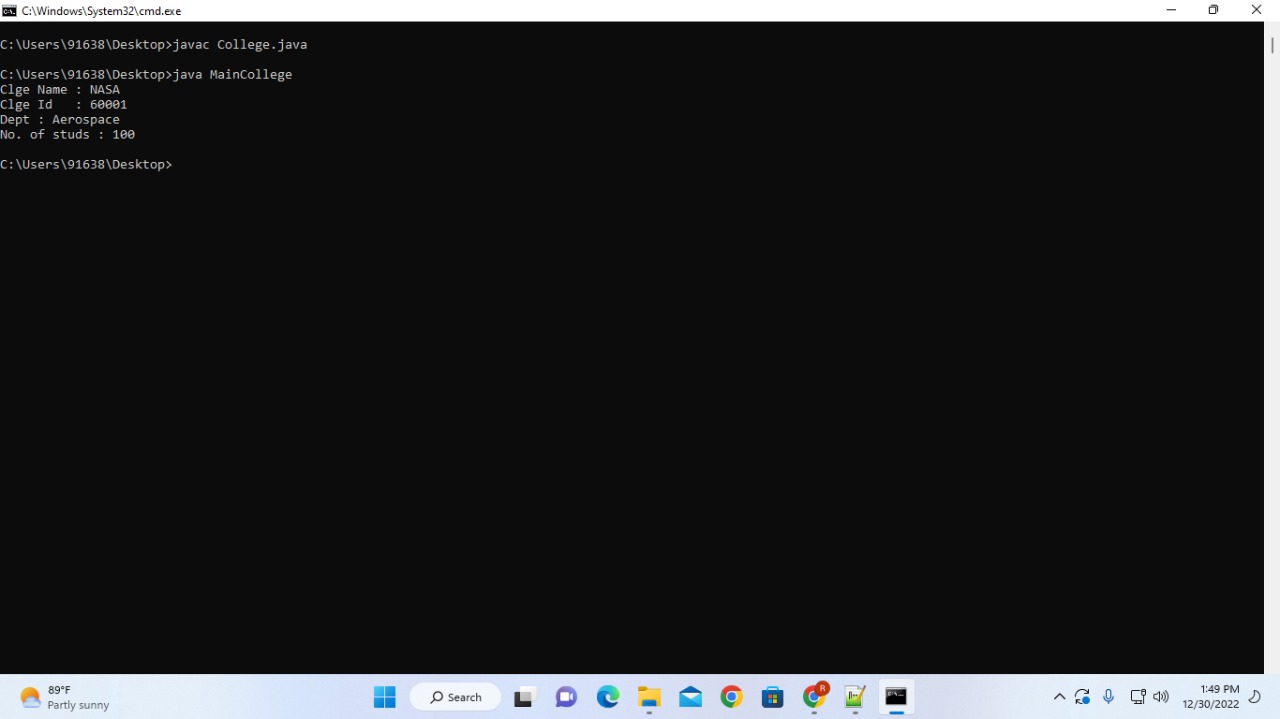 C:\Windows\System32\cmd.exe
C:\Users\91638\Desktop>javac College.java
C:\Users\91638\Desktop>java MainCollege
Clge Name : NASA
Clge Id   : 60001
Dept : Aerospace
No. of studs : 100
C:\Users\91638\Desktop>
89°F
Partly sunny
Search
R
1:49 PM
12/30/2022